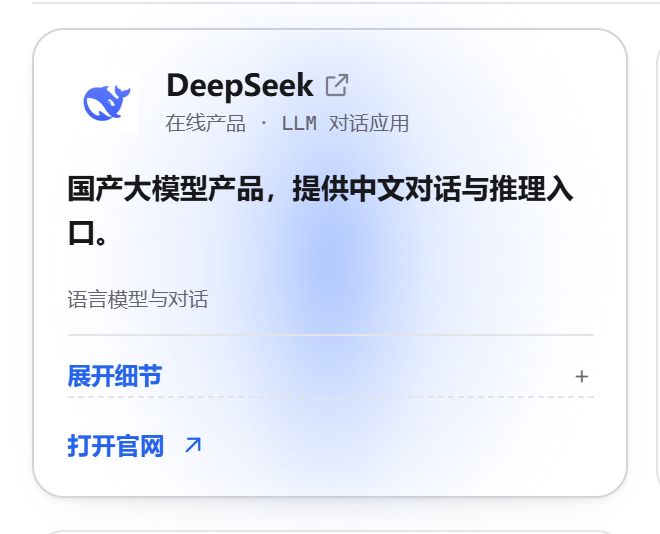 DeepSeek
在线产品 · LLM 对话应用
国产大模型产品，提供中文对话与推理入
口。
语言模型与对话
展开细节 +
打开官网